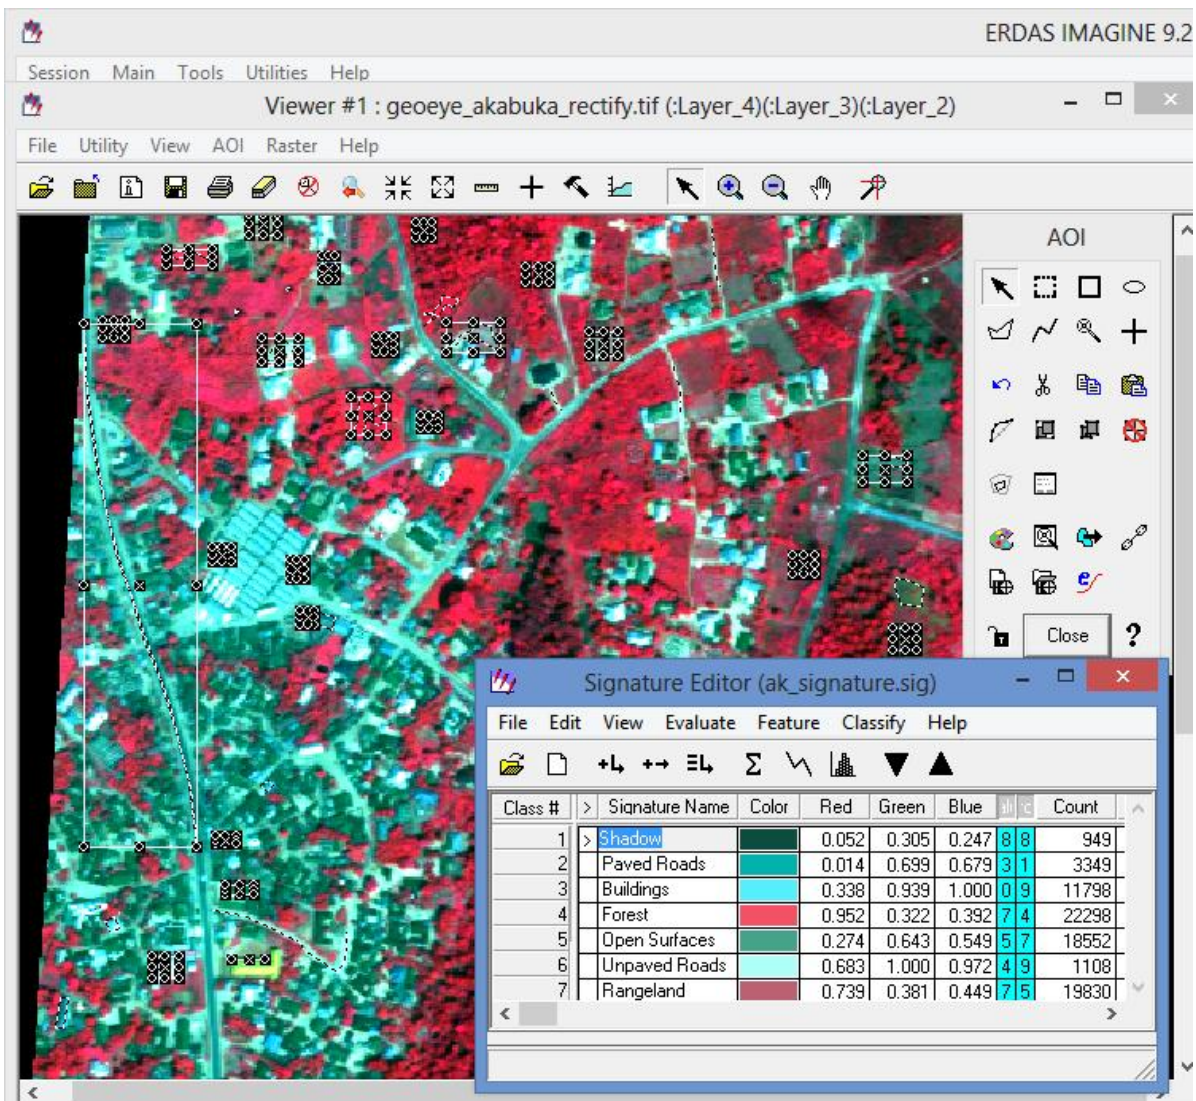 ERDAS IMAGINE 9.2
Session Main Tools Utilities Help
Viewer #1 : geoeye_akabuka_rectify.tif (:Layer_4)(:Layer_3)(:Layer_2)
File Utility View AOI Raster Help
AOI
Close ?
Signature Editor (ak_signature.sig)
File Edit View Evaluate Feature Classify Help
Class # > Signature Name Color Red Green Blue Count
1 > Shadow 0.052 0.305 0.247 8 8 949
2 Paved Roads 0.014 0.699 0.679 3 1 3349
3 Buildings 0.338 0.939 1.000 0 9 11798
4 Forest 0.952 0.322 0.392 7 4 22298
5 Open Surfaces 0.274 0.643 0.549 5 7 18552
6 Unpaved Roads 0.683 1.000 0.972 4 9 1108
7 Rangeland 0.739 0.381 0.449 7 5 19830